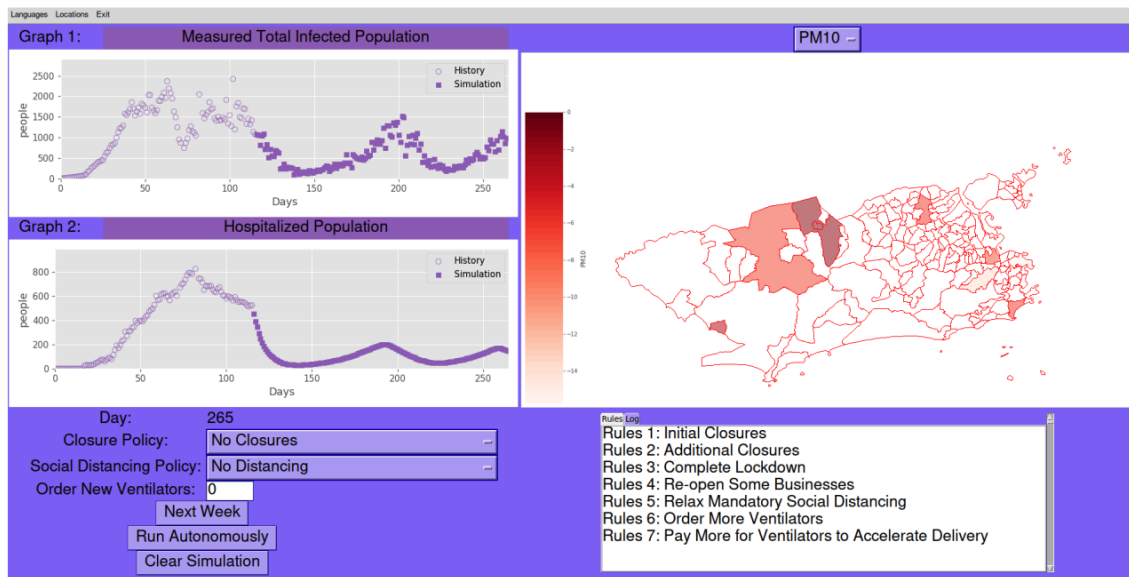 Languages Locations Exit
Graph 1: Measured Total Infected Population
PM10
History
Simulation
people
2500
2000
1500
1000
500
0
0 50 100 150 200 250
Days
Graph 2: Hospitalized Population
History
Simulation
people
800
600
400
200
0
0 50 100 150 200 250
Days
0
-2
-4
-6
-8
-10
-12
-14
PM10
Day: 265
Closure Policy: No Closures
Social Distancing Policy: No Distancing
Order New Ventilators: 0
Next Week
Run Autonomously
Clear Simulation
Rules Log
Rules 1: Initial Closures
Rules 2: Additional Closures
Rules 3: Complete Lockdown
Rules 4: Re-open Some Businesses
Rules 5: Relax Mandatory Social Distancing
Rules 6: Order More Ventilators
Rules 7: Pay More for Ventilators to Accelerate Delivery